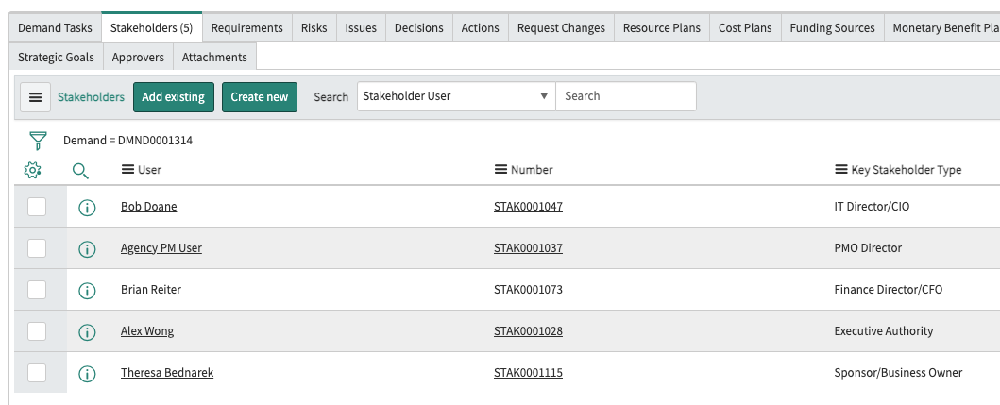 Demand Tasks Stakeholders (5) Requirements Risks Issues Decisions Actions Request Changes Resource Plans Cost Plans Funding Sources Monetary Benefit Pla
Strategic Goals Approvers Attachments
Stakeholders Add existing Create new Search Stakeholder User Search
Demand = DMND0001314
User Number Key Stakeholder Type
Bob Doane STAK0001047 IT Director/CIO
Agency PM User STAK0001037 PMO Director
Brian Reiter STAK0001073 Finance Director/CFO
Alex Wong STAK0001028 Executive Authority
Theresa Bednarek STAK0001115 Sponsor/Business Owner